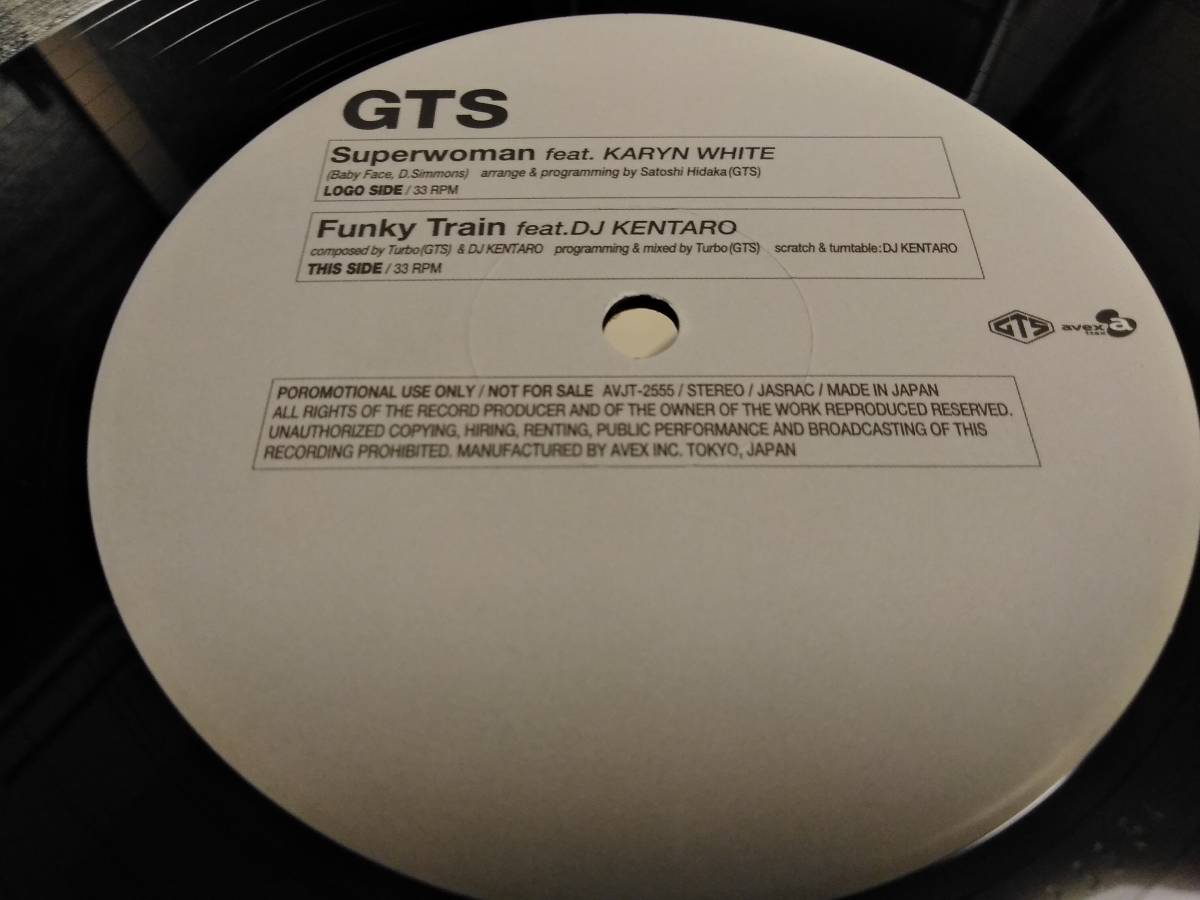 GTS
Superwoman feat. KARYN WHITE
(Baby Face, D.Simmons) arrange & programming by Satoshi Hidaka (GTS)
LOGO SIDE / 33 RPM
Funky Train feat.DJ KENTARO
composed by Turbo (GTS) & DJ KENTARO programming & mixed by Turbo (GTS) scratch & turntable:DJ KENTARO
THIS SIDE / 33 RPM
GTS
avex trax
a
POROMOTIONAL USE ONLY / NOT FOR SALE AVJT-2555 / STEREO / JASRAC / MADE IN JAPAN
ALL RIGHTS OF THE RECORD PRODUCER AND OF THE OWNER OF THE WORK REPRODUCED RESERVED.
UNAUTHORIZED COPYING, HIRING, RENTING, PUBLIC PERFORMANCE AND BROADCASTING OF THIS
RECORDING PROHIBITED. MANUFACTURED BY AVEX INC. TOKYO, JAPAN